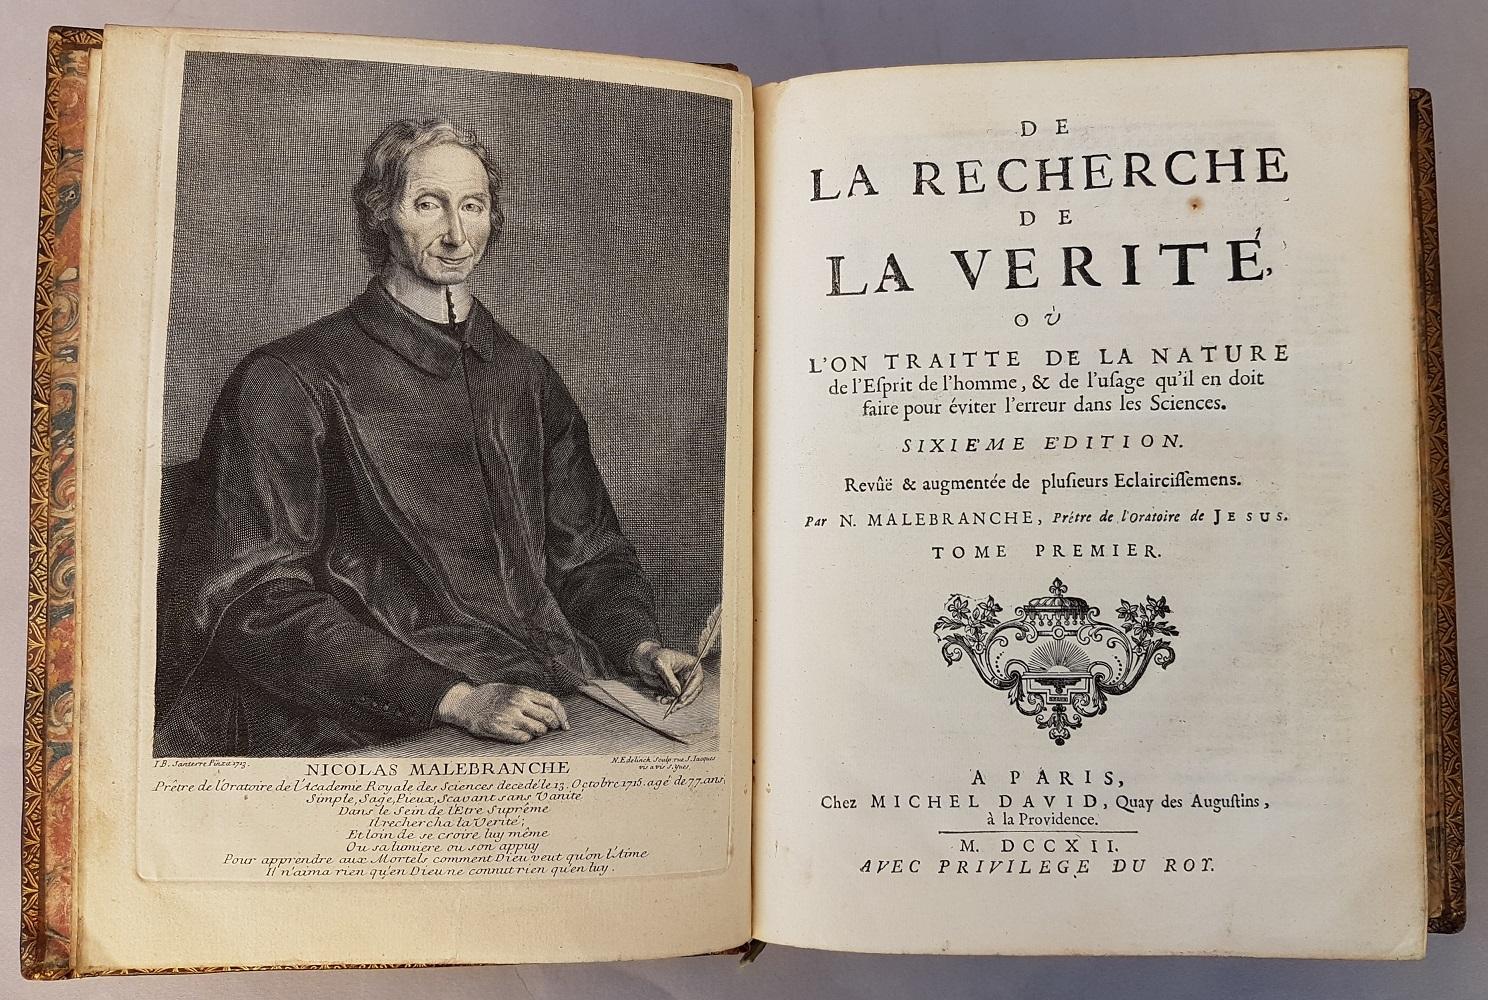 I.B. Santerre Pinxa 1713.
N. Edelinck Sculp. rue S. Jacques
vis a vis S. Yves.
NICOLAS MALEBRANCHE
Prêtre de l'Oratoire de l'Academie Royale des Sciences decedé le 13. Octobre 1715. agé de 77. ans.
Simple, Sage, Pieux, Scavant sans Vanité
Dans le Sein de l'Etre Suprême
Il rechercha la Verité;
Et loin de se croire luy même
Ou sa lumiere ou son appuy
Pour apprendre aux Mortels comment Dieu veut qu'on l'Aime
Il n'aima rien qu'en Dieu ne connut rien qu'en luy.
DE
LA RECHERCHE
DE
LA VERITÉ,
OÙ
L'ON TRAITTE DE LA NATURE
de l'Eſprit de l'homme, & de l'uſage qu'il en doit
faire pour éviter l'erreur dans les Sciences.
SIXIE'ME E'DITION.
Revûë & augmentée de pluſieurs Eclairciſſemens.
Par N. MALEBRANCHE, Prêtre de l'Oratoire de JESUS.
TOME PREMIER.
A PARIS,
Chez MICHEL DAVID, Quay des Auguſtins,
à la Providence.
M. DCCXII.
AVEC PRIVILEGE DU ROY.